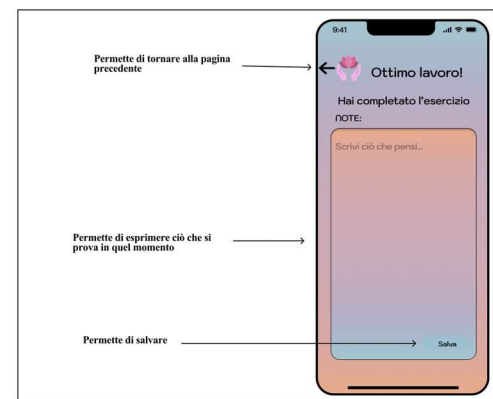 9:41
Permette di tornare alla pagina
precedente
Ottimo lavoro!
Hai completato l'esercizio
NOTE:
Scrivi ciò che pensi...
Permette di esprimere ciò che si
prova in quel momento
Permette di salvare
Salva